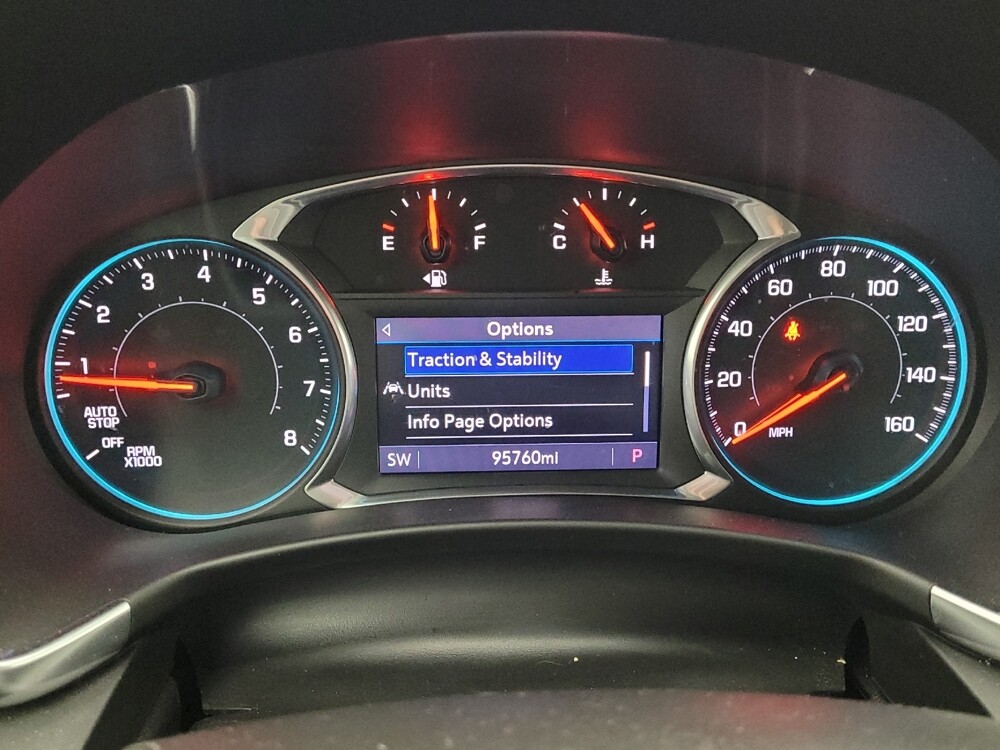 E F
C H
1
2
3
4
5
6
7
8
AUTO
STOP
OFF
RPM
X1000
Options
Traction & Stability
Units
Info Page Options
SW 95760mi P
0
20
40
60
80
100
120
140
160
MPH